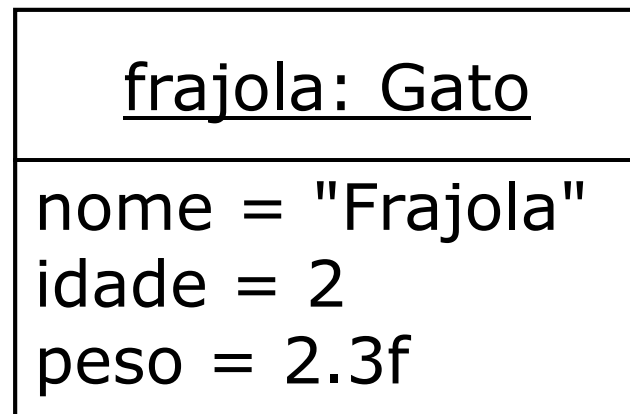 frajola: Gato
nome = "Frajola"
idade = 2
peso = 2.3f